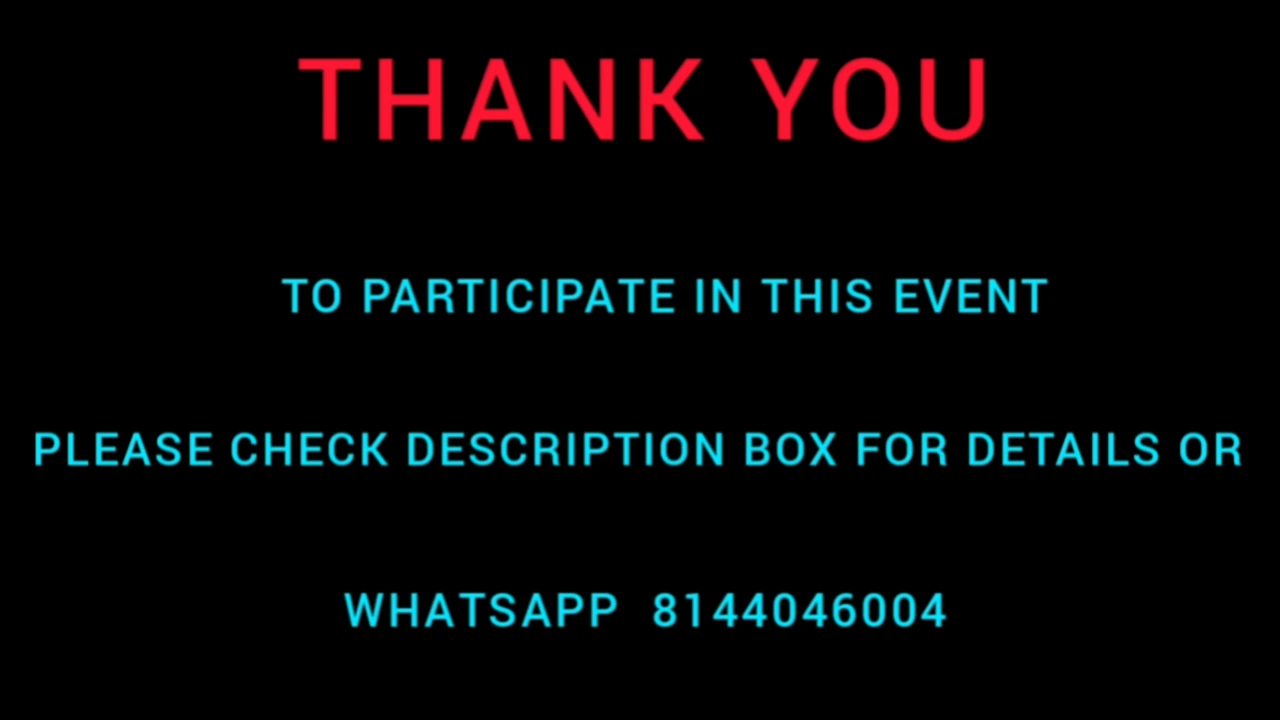 THANK YOU
TO PARTICIPATE IN THIS EVENT
PLEASE CHECK DESCRIPTION BOX FOR DETAILS OR
WHATSAPP 8144046004